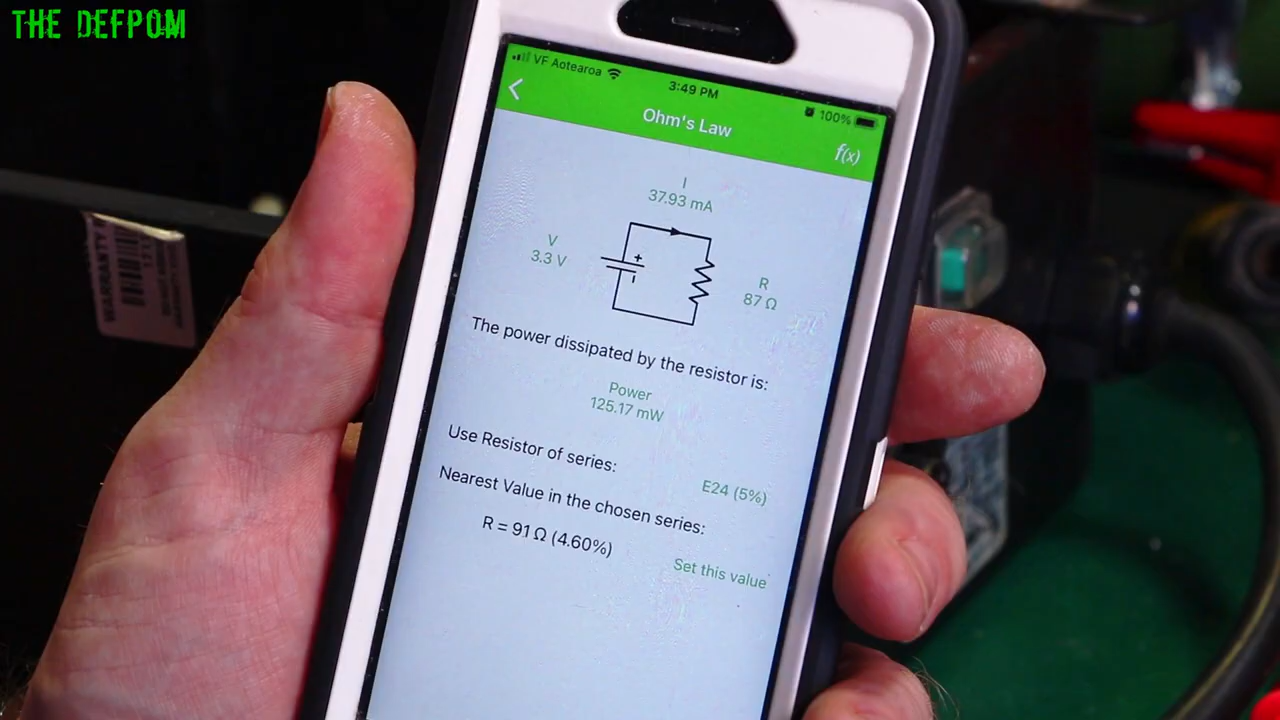 THE DEFPOM
VF Aotearoa
3:49 PM
100%
Ohm's Law
f(x)
I
37.93 mA
V
3.3 V
+
R
87 Ω
The power dissipated by the resistor is:
Power
125.17 mW
Use Resistor of series:
E24 (5%)
Nearest Value in the chosen series:
R = 91 Ω (4.60%)
Set this value
WARRANTY